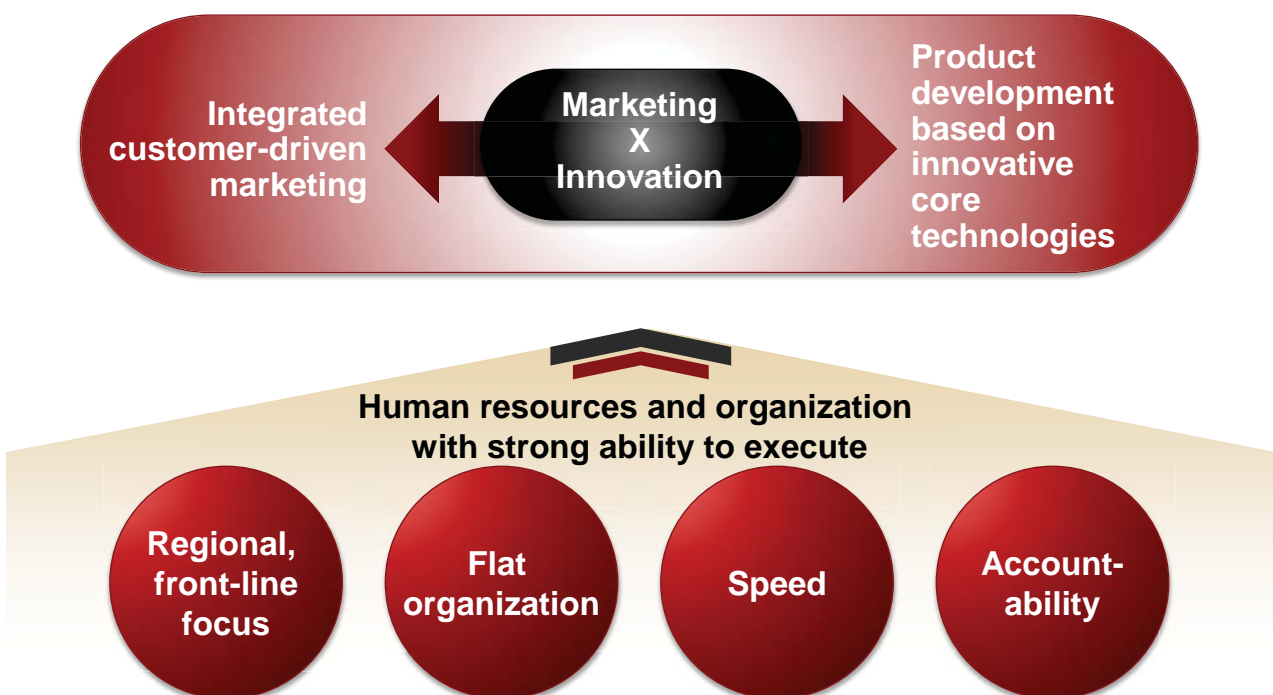 Integrated
customer-driven
marketing
Marketing
X
Innovation
Product
development
based on
innovative
core
technologies
Human resources and organization
with strong ability to execute
Regional,
front-line
focus
Flat
organization
Speed
Account-
ability